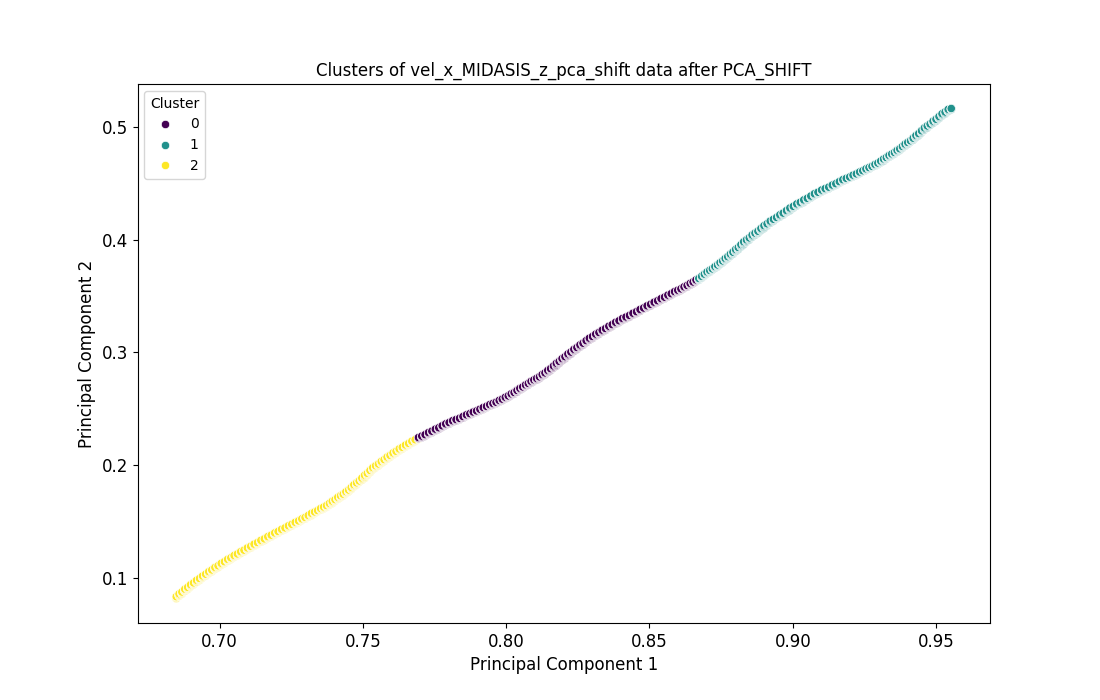 Clusters of vel_x_MIDASIS_z_pca_shift data after PCA_SHIFT
Cluster
0
1
2
Principal Component 2
0.5
0.4
0.3
0.2
0.1
0.70 0.75 0.80 0.85 0.90 0.95
Principal Component 1